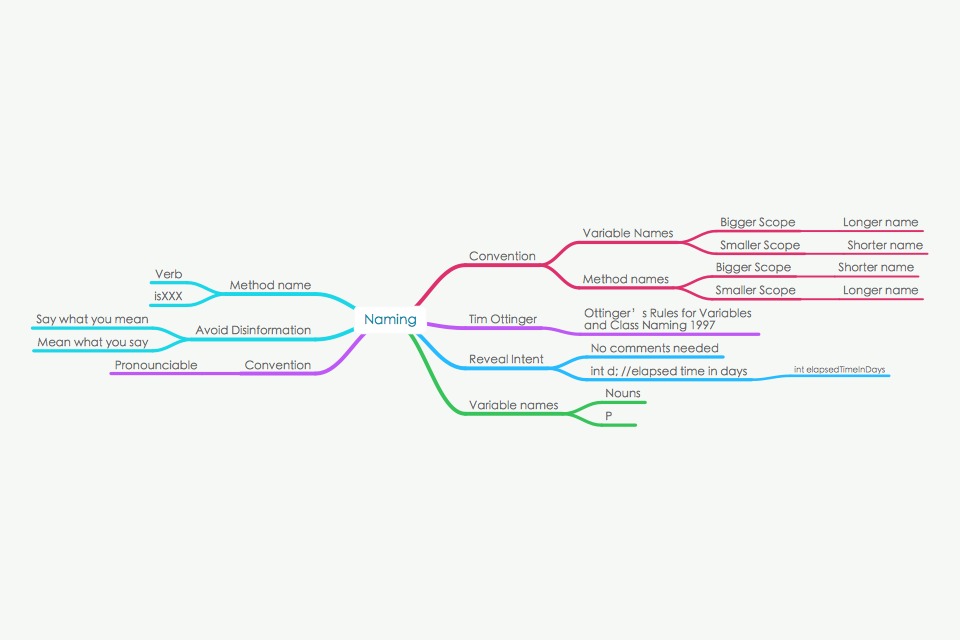 Naming
Convention
Variable Names
Bigger Scope
Longer name
Smaller Scope
Shorter name
Method names
Bigger Scope
Shorter name
Smaller Scope
Longer name
Tim Ottinger
Ottinger’s Rules for Variables
and Class Naming 1997
Reveal Intent
No comments needed
int d; //elapsed time in days
int elapsedTimeInDays
Variable names
Nouns
P
Method name
Verb
isXXX
Avoid Disinformation
Say what you mean
Mean what you say
Convention
Pronounciable